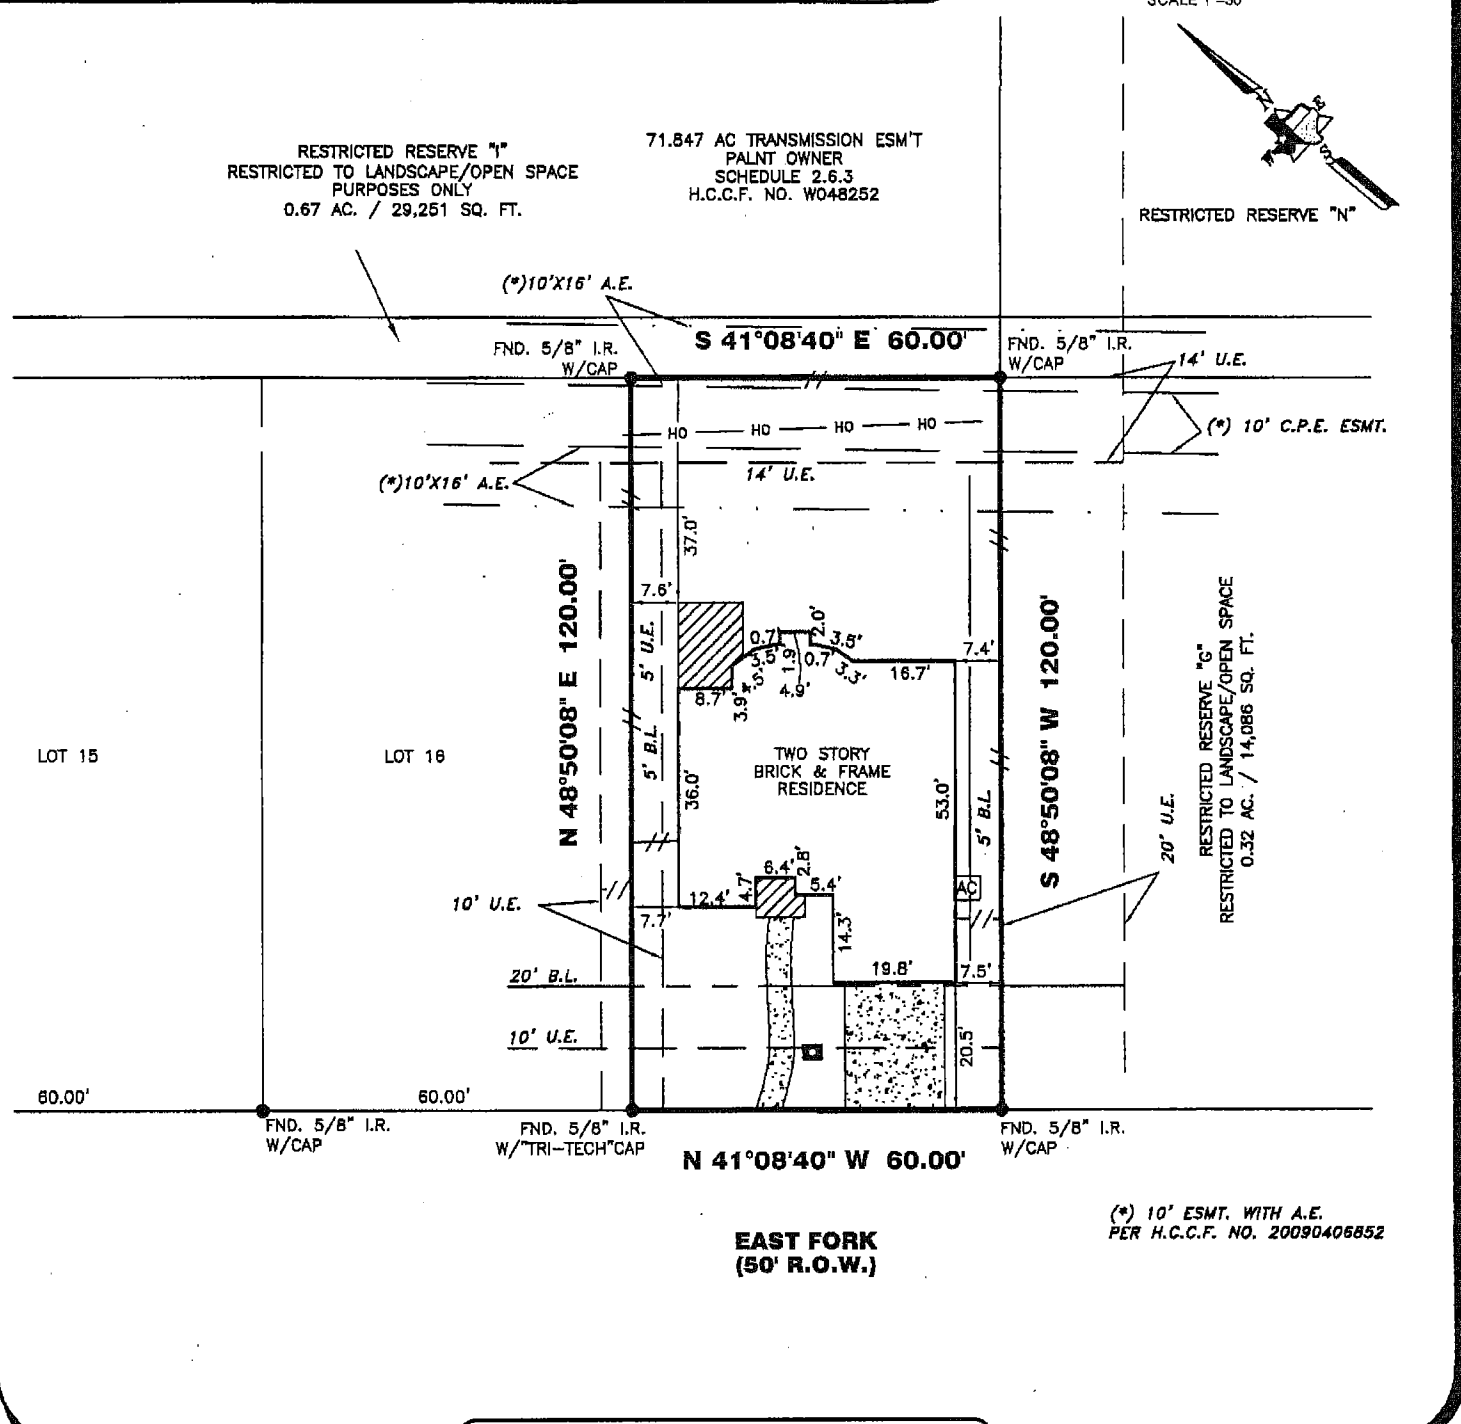 SCALE 1"=30'
RESTRICTED RESERVE "I"
RESTRICTED TO LANDSCAPE/OPEN SPACE
PURPOSES ONLY
0.67 AC. / 29,251 SQ. FT.
71.847 AC TRANSMISSION ESM'T
PALNT OWNER
SCHEDULE 2.6.3
H.C.C.F. NO. W048252
N
E
S
W
RESTRICTED RESERVE "N"
(*)10'X16' A.E.
S 41°08'40" E 60.00'
FND. 5/8" I.R.
W/CAP
FND. 5/8" I.R.
W/CAP
14' U.E.
(*) 10' C.P.E. ESMT.
HO HO HO HO
14' U.E.
(*)10'X16' A.E.
37.0'
7.6'
5' U.E.
0.7'
3.5'
1.9'
2.0'
0.7'
3.5'
3.3'
4.9'
16.7'
7.4'
8.7'
3.9'
N 48°50'08" E 120.00'
S 48°50'08" W 120.00'
RESTRICTED RESERVE "G"
RESTRICTED TO LANDSCAPE/OPEN SPACE
0.32 AC. / 14,086 SQ. FT.
LOT 15
LOT 16
5' B.L.
36.0'
TWO STORY
BRICK & FRAME
RESIDENCE
53.0'
5' B.L.
20' U.E.
6.4'
2.8'
4.7'
5.4'
AC
12.4'
7.7'
14.3'
10' U.E.
19.8'
7.5'
20' B.L.
10' U.E.
20.5'
60.00'
60.00'
FND. 5/8" I.R.
W/CAP
FND. 5/8" I.R.
W/"TRI-TECH"CAP
FND. 5/8" I.R.
W/CAP
N 41°08'40" W 60.00'
EAST FORK
(50' R.O.W.)
(*) 10' ESMT. WITH A.E.
PER H.C.C.F. NO. 20090406852